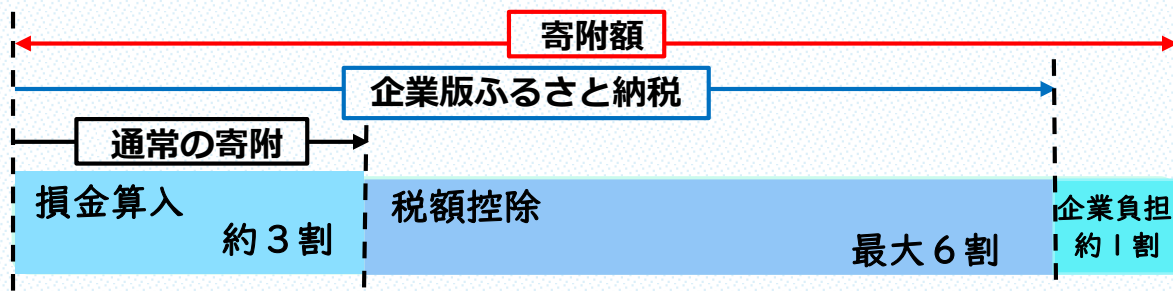 寄附額
企業版ふるさと納税
通常の寄附
損金算入
約3割
税額控除
最大6割
企業負担
約1割